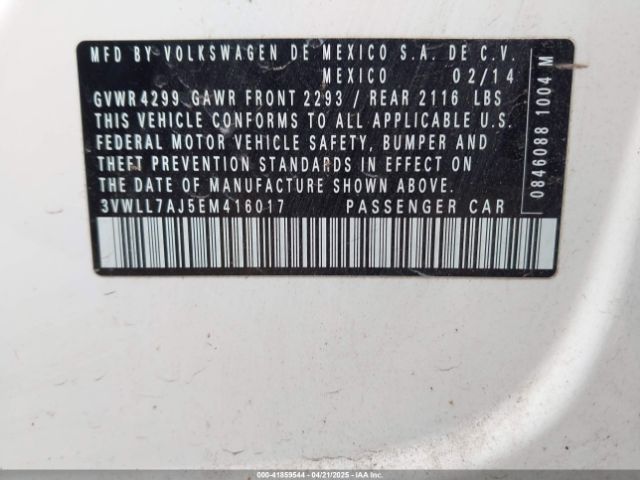 MFD BY VOLKSWAGEN DE MEXICO S.A. DE C.V.
MEXICO 02/14
GVWR 4299 GAWR FRONT 2293 / REAR 2116 LBS
THIS VEHICLE CONFORMS TO ALL APPLICABLE U.S.
FEDERAL MOTOR VEHICLE SAFETY, BUMPER AND
THEFT PREVENTION STANDARDS IN EFFECT ON
THE DATE OF MANUFACTURE SHOWN ABOVE.
3VWLL7AJ5EM416017 PASSENGER CAR
0846088 1004 M
000-41859544 - 04/21/2025 - IAA Inc.